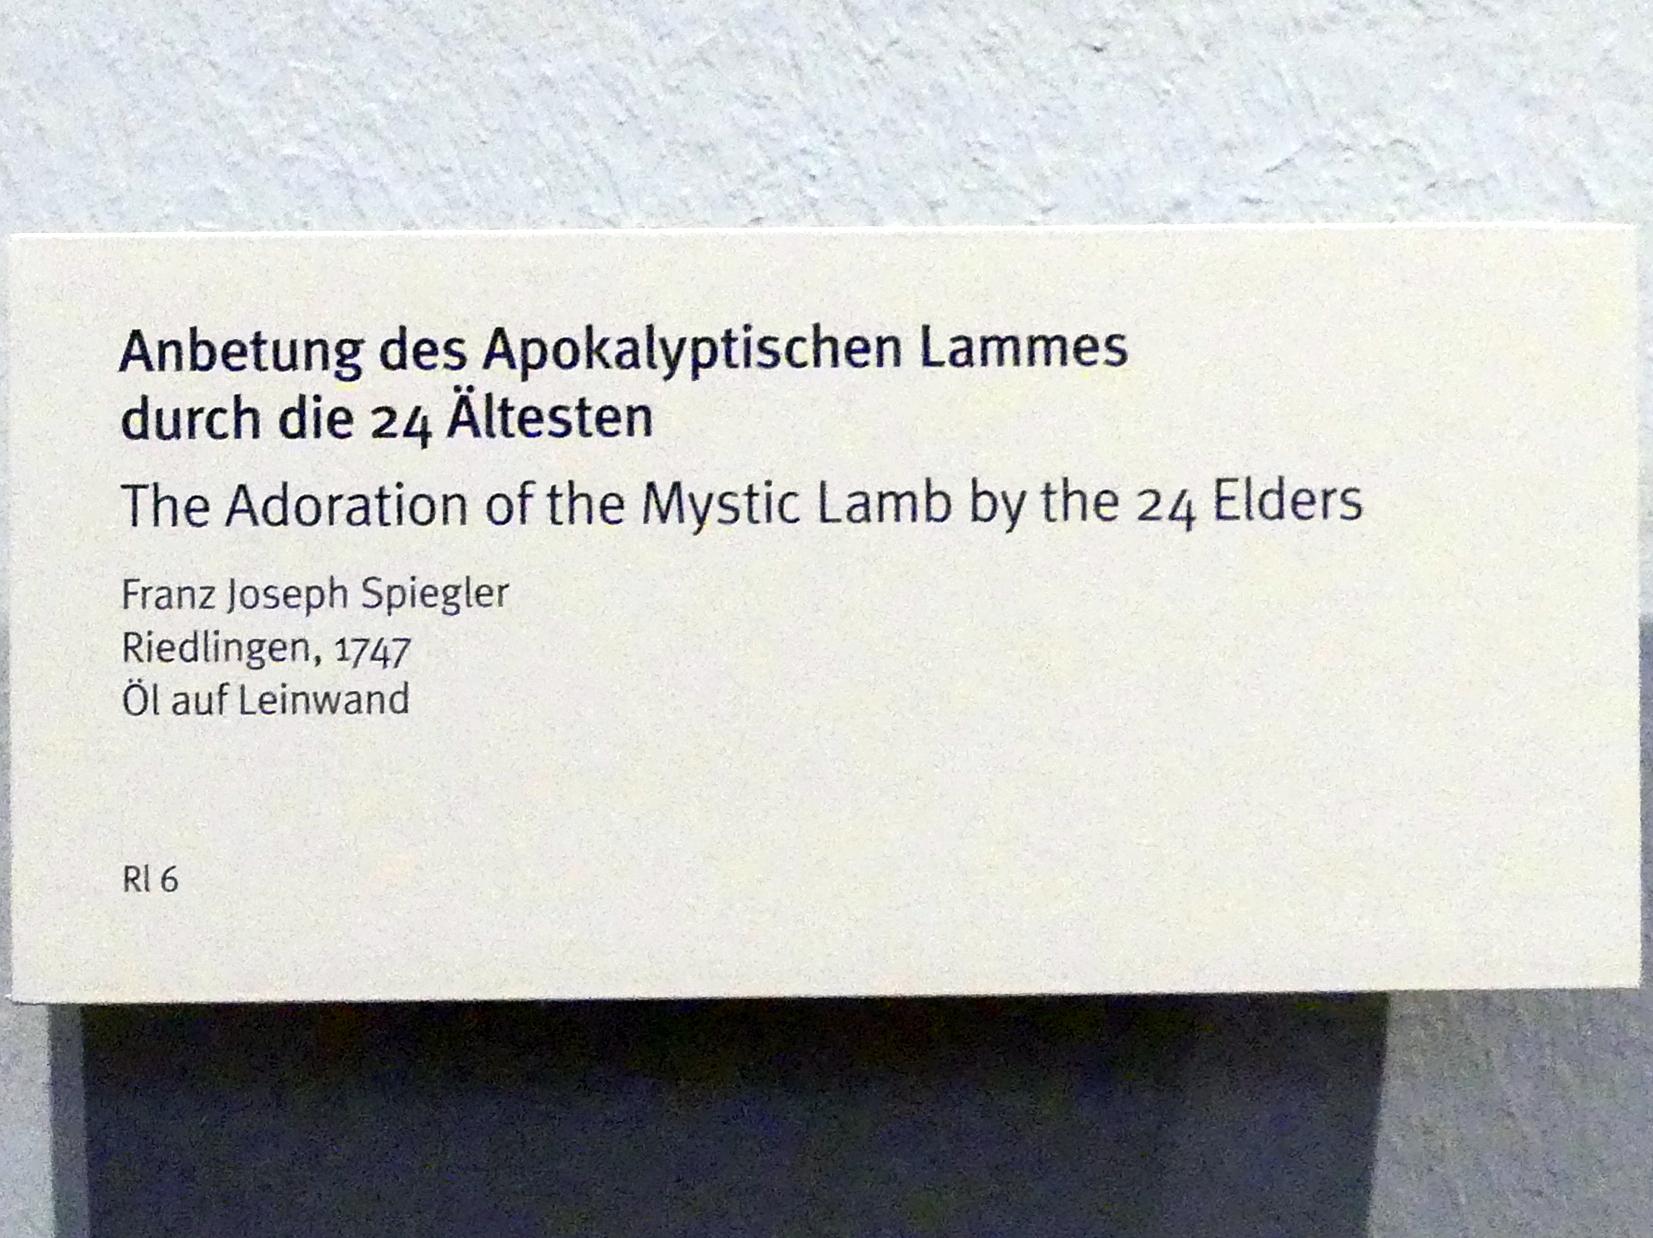 Anbetung des Apokalyptischen Lammes
durch die 24 Ältesten
The Adoration of the Mystic Lamb by the 24 Elders
Franz Joseph Spiegler
Riedlingen, 1747
Öl auf Leinwand
Rl 6